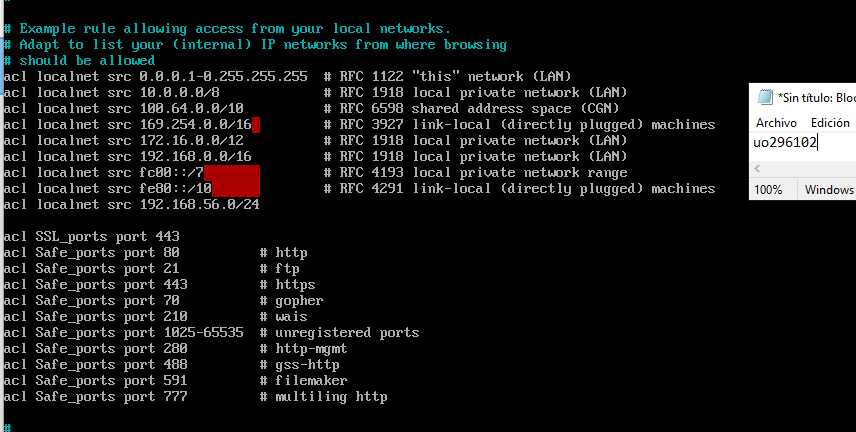 # Example rule allowing access from your local networks.
# Adapt to list your (internal) IP networks from where browsing
# should be allowed
acl localnet src 0.0.0.1-0.255.255.255  # RFC 1122 "this" network (LAN)
acl localnet src 10.0.0.0/8             # RFC 1918 local private network (LAN)
acl localnet src 100.64.0.0/10          # RFC 6598 shared address space (CGN)
acl localnet src 169.254.0.0/16         # RFC 3927 link-local (directly plugged) machines
acl localnet src 172.16.0.0/12          # RFC 1918 local private network (LAN)
acl localnet src 192.168.0.0/16         # RFC 1918 local private network (LAN)
acl localnet src fc00::/7               # RFC 4193 local private network range
acl localnet src fe80::/10              # RFC 4291 link-local (directly plugged) machines
acl localnet src 192.168.56.0/24
acl SSL_ports port 443
acl Safe_ports port 80          # http
acl Safe_ports port 21          # ftp
acl Safe_ports port 443         # https
acl Safe_ports port 70          # gopher
acl Safe_ports port 210         # wais
acl Safe_ports port 1025-65535  # unregistered ports
acl Safe_ports port 280         # http-mgmt
acl Safe_ports port 488         # gss-http
acl Safe_ports port 591         # filemaker
acl Safe_ports port 777         # multiling http
#
*Sin título: Bloc
Archivo Edición
uo296102
100% Windows